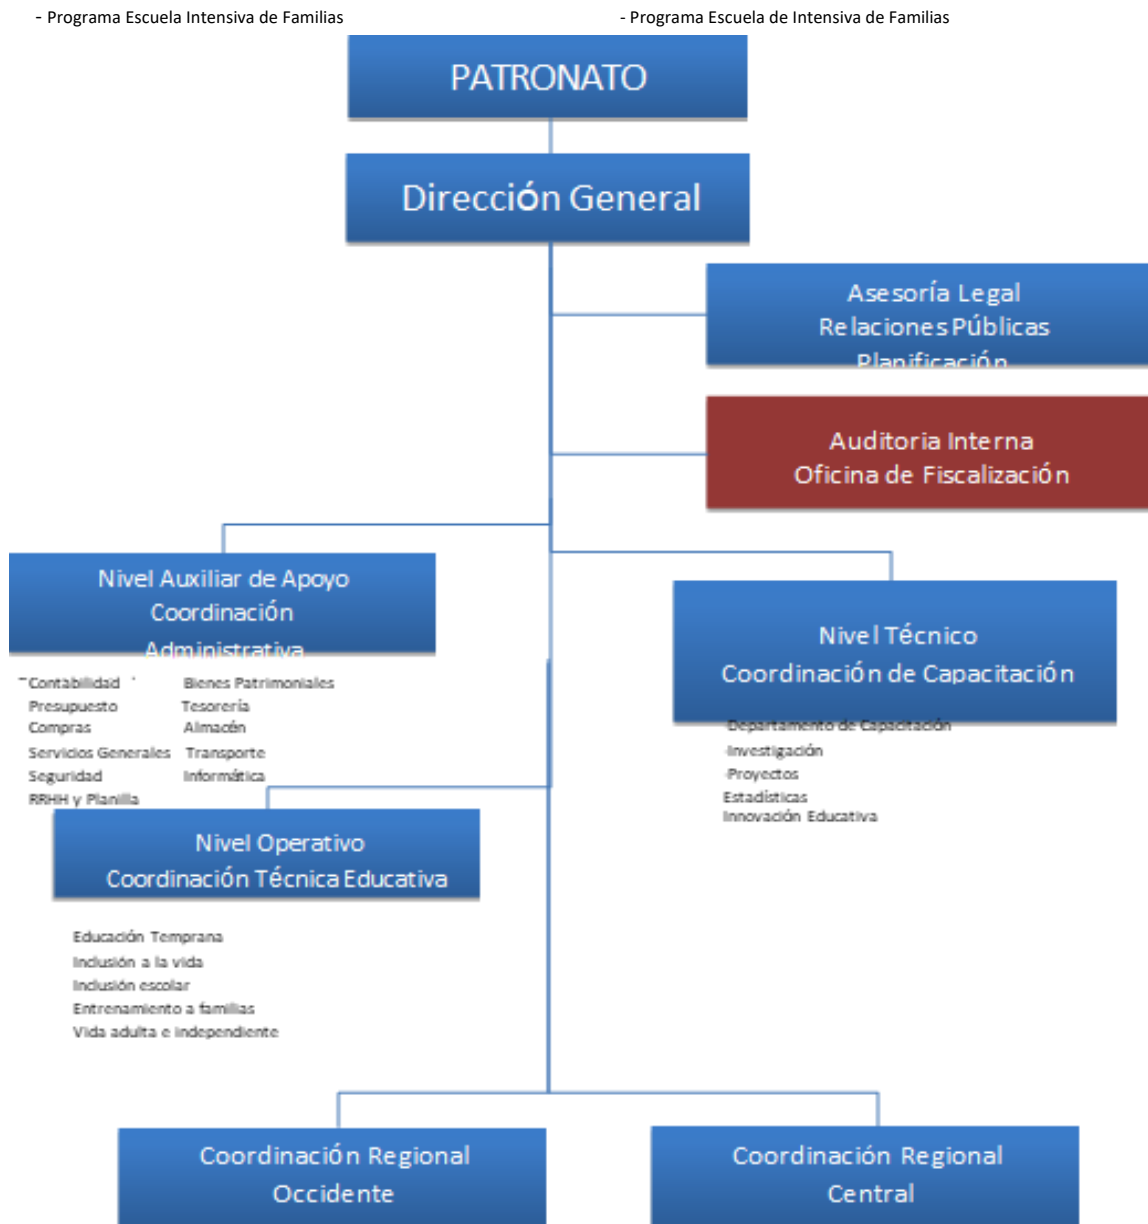 - Programa Escuela Intensiva de Familias
- Programa Escuela de Intensiva de Familias
PATRONATO
Dirección General
Asesoría Legal
Relaciones Públicas
Planificación
Auditoria Interna
Oficina de Fiscalización
Nivel Auxiliar de Apoyo
Coordinación
Administrativa
Contabilidad Bienes Patrimoniales
Presupuesto Tesorería
Compras Almacén
Servicios Generales Transporte
Seguridad Informática
RRHH y Planilla
Nivel Técnico
Coordinación de Capacitación
-Departamento de Capacitación
-Investigación
-Proyectos
Estadísticas
Innovación Educativa
Nivel Operativo
Coordinación Técnica Educativa
Educación Temprana
Inclusión a la vida
Inclusión escolar
Entrenamiento a familias
Vida adulta e independiente
Coordinación Regional
Occidente
Coordinación Regional
Central